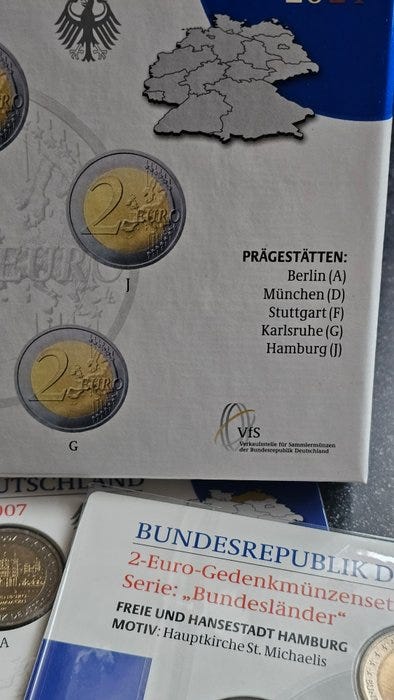 2 EURO
J
PRÄGESTÄTTEN:
Berlin (A)
München (D)
Stuttgart (F)
Karlsruhe (G)
Hamburg (J)
2 EURO
G
VfS
Verkaufsstelle für Sammlermünzen
der Bundesrepublik Deutschland
EUTSCHLAND
007
A
BUNDESREPUBLIK D
2-Euro-Gedenkmünzenset
Serie: „Bundesländer“
FREIE UND HANSESTADT HAMBURG
MOTIV: Hauptkirche St. Michaelis